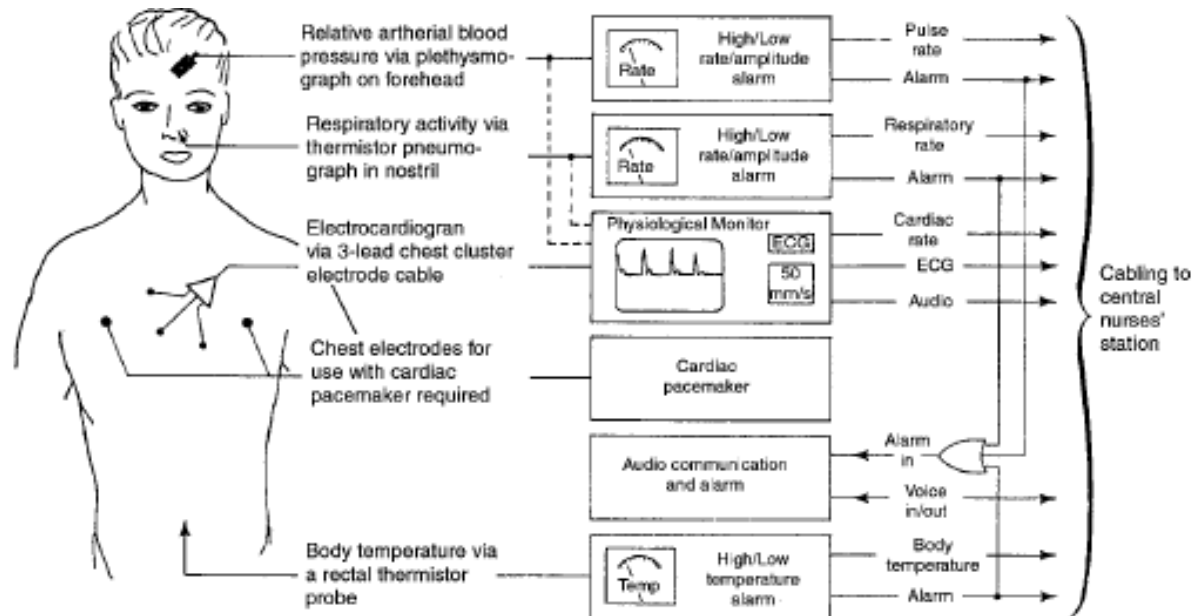 Relative artherial blood
pressure via plethysmo-
graph on forehead
Respiratory activity via
thermistor pneumo-
graph in nostril
Electrocardiogran
via 3-lead chest cluster
electrode cable
Chest electrodes for
use with cardiac
pacemaker required
Body temperature via
a rectal thermistor
probe
Rate
High/Low
rate/amplitude
alarm
Rate
High/Low
rate/amplitude
alarm
Physiological Monitor
ECG
50
mm/s
Cardiac
pacemaker
Audio communication
and alarm
Temp
High/Low
temperature
alarm
Pulse
rate
Alarm
Respiratory
rate
Alarm
Cardiac
rate
ECG
Audio
Alarm
in
Voice
in/out
Body
temperature
Alarm
Cabling to
central
nurses'
station